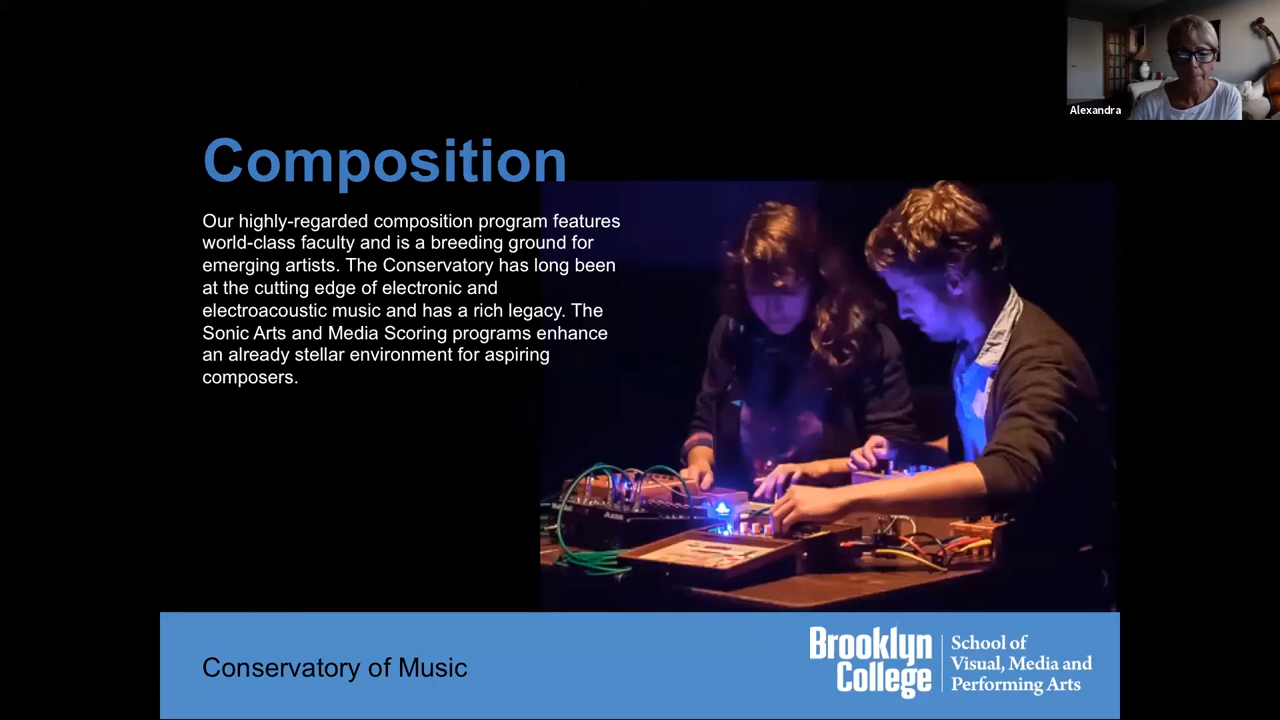 Alexandra
Composition
Our highly-regarded composition program features
world-class faculty and is a breeding ground for
emerging artists. The Conservatory has long been
at the cutting edge of electronic and
electroacoustic music and has a rich legacy. The
Sonic Arts and Media Scoring programs enhance
an already stellar environment for aspiring
composers.
Conservatory of Music
Brooklyn
College
School of
Visual, Media and
Performing Arts